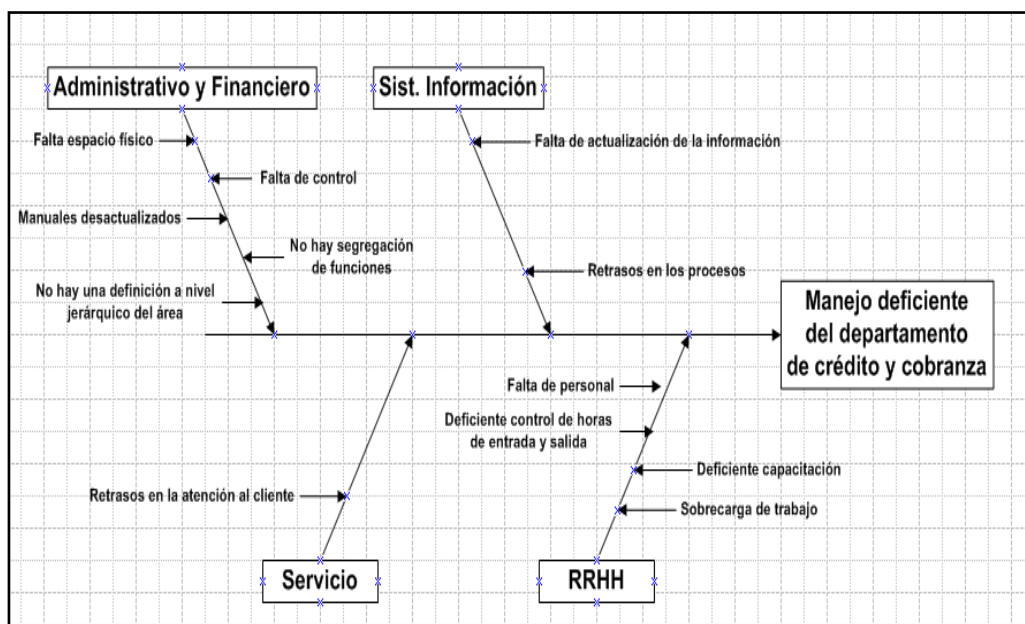 Administrativo y Financiero
Sist. Información
Falta espacio físico
Falta de actualización de la información
Falta de control
Manuales desactualizados
No hay segregación
de funciones
Retrasos en los procesos
No hay una definición a nivel
jerárquico del área
Manejo deficiente
del departamento
de crédito y cobranza
Falta de personal
Deficiente control de horas
de entrada y salida
Deficiente capacitación
Retrasos en la atención al cliente
Sobrecarga de trabajo
Servicio
RRHH